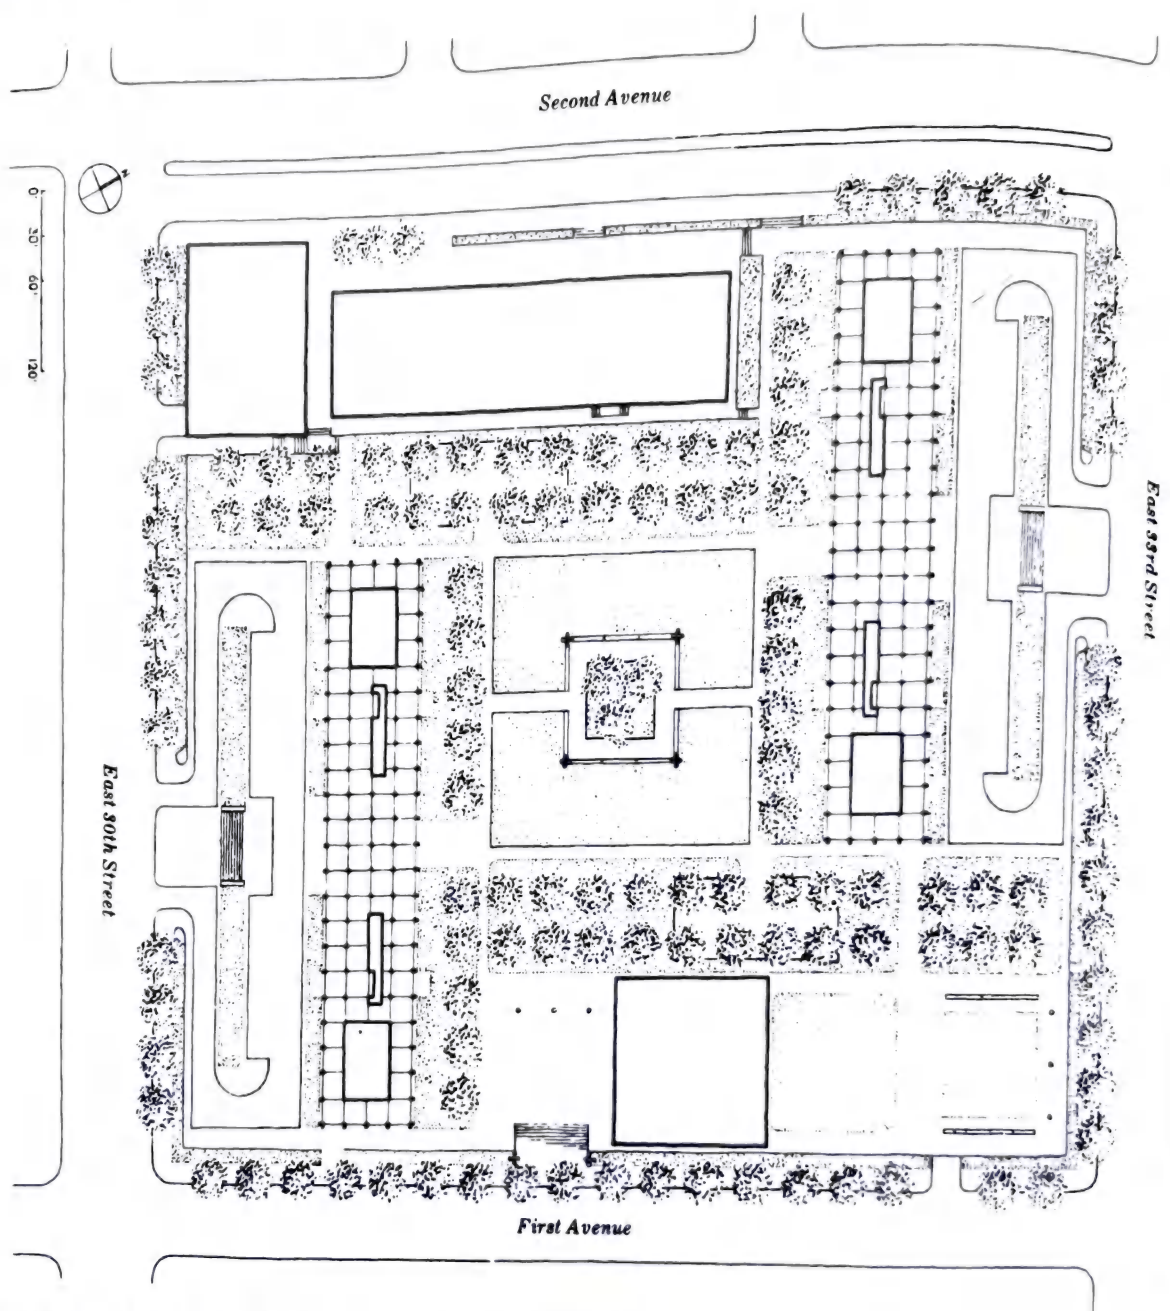 Second Avenue
N
0'
30'
60'
120'
East 33rd Street
East 30th Street
First Avenue